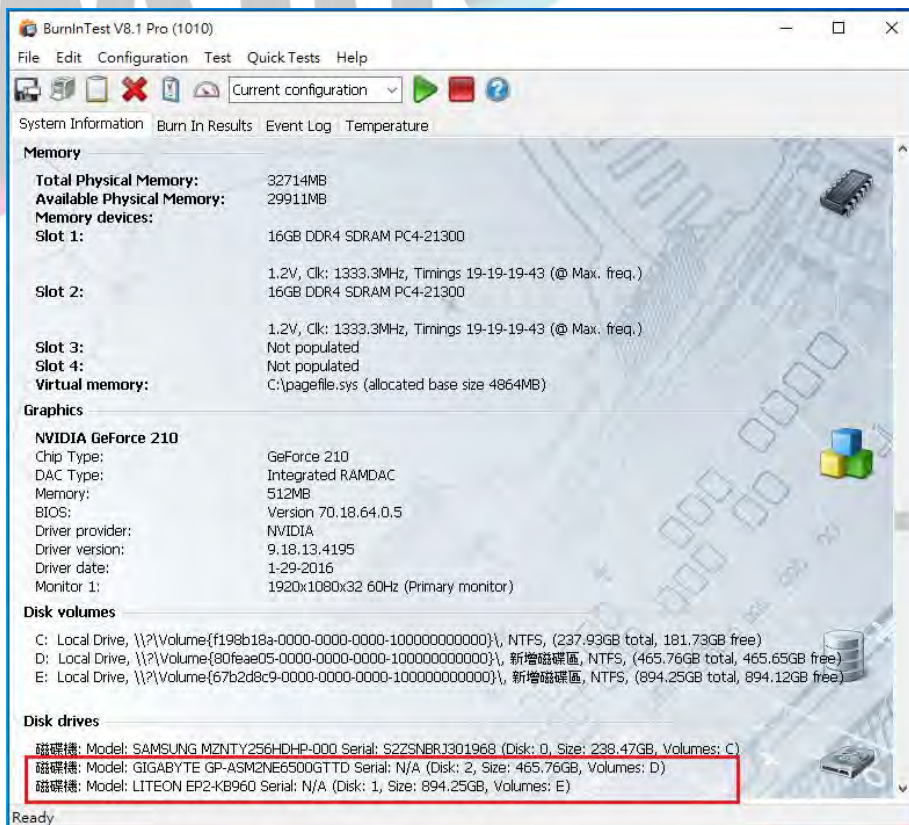 BurnInTest V8.1 Pro (1010)
File Edit Configuration Test Quick Tests Help
Current configuration
System Information Burn In Results Event Log Temperature
Memory
Total Physical Memory: 32714MB
Available Physical Memory: 29911MB
Memory devices:
Slot 1: 16GB DDR4 SDRAM PC4-21300
1.2V, Clk: 1333.3MHz, Timings 19-19-19-43 (@ Max. freq.)
Slot 2: 16GB DDR4 SDRAM PC4-21300
1.2V, Clk: 1333.3MHz, Timings 19-19-19-43 (@ Max. freq.)
Slot 3: Not populated
Slot 4: Not populated
Virtual memory: C:\pagefile.sys (allocated base size 4864MB)
Graphics
NVIDIA GeForce 210
Chip Type: GeForce 210
DAC Type: Integrated RAMDAC
Memory: 512MB
BIOS: Version 70.18.64.0.5
Driver provider: NVIDIA
Driver version: 9.18.13.4195
Driver date: 1-29-2016
Monitor 1: 1920x1080x32 60Hz (Primary monitor)
Disk volumes
C: Local Drive, \\?\Volume{f198b18a-0000-0000-0000-100000000000}\, NTFS, (237.93GB total, 181.73GB free)
D: Local Drive, \\?\Volume{80feae05-0000-0000-0000-100000000000}\, 新增磁碟區, NTFS, (465.76GB total, 465.65GB free)
E: Local Drive, \\?\Volume{67b2d8c9-0000-0000-0000-100000000000}\, 新增磁碟區, NTFS, (894.25GB total, 894.12GB free)
Disk drives
磁碟機: Model: SAMSUNG MZNTY256HDHP-000 Serial: S2ZSNBRJ301968 (Disk: 0, Size: 238.47GB, Volumes: C)
磁碟機: Model: GIGABYTE GP-ASM2NE6500GTTD Serial: N/A (Disk: 2, Size: 465.76GB, Volumes: D)
磁碟機: Model: LITEON EP2-KB960 Serial: N/A (Disk: 1, Size: 894.25GB, Volumes: E)
Ready